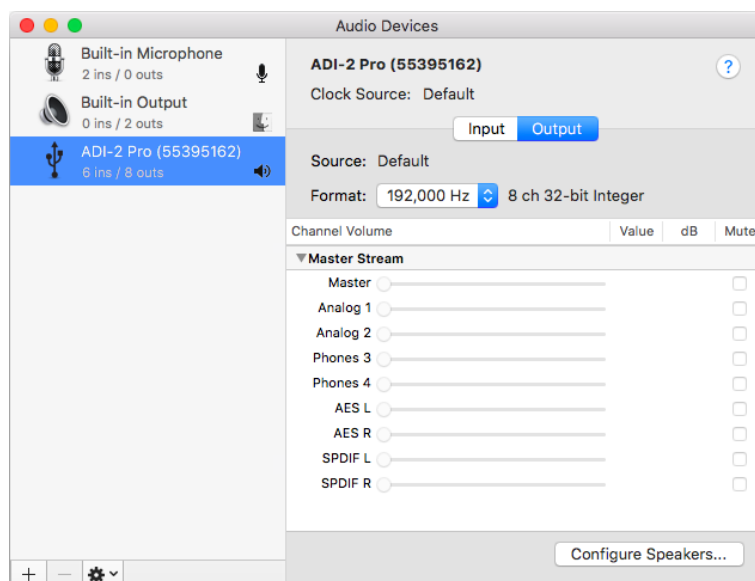 Audio Devices
Built-in Microphone
2 ins / 0 outs
Built-in Output
0 ins / 2 outs
ADI-2 Pro (55395162)
6 ins / 8 outs
ADI-2 Pro (55395162)
?
Clock Source: Default
Input Output
Source: Default
Format: 192,000 Hz 8 ch 32-bit Integer
Channel Volume Value dB Mute
Master Stream
Master
Analog 1
Analog 2
Phones 3
Phones 4
AES L
AES R
SPDIF L
SPDIF R
Configure Speakers...